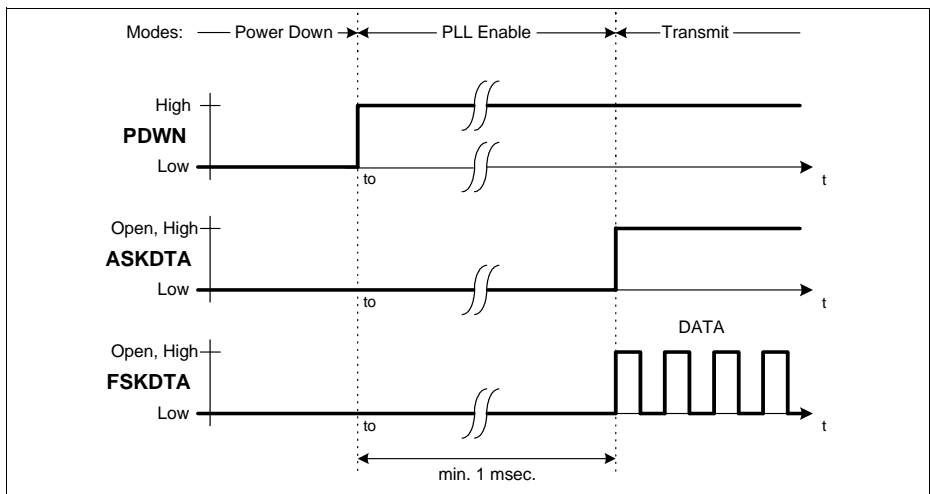 Modes: Power Down PLL Enable Transmit
High
PDWN
Low
to
t
Open, High
ASKDTA
Low
to
t
DATA
Open, High
FSKDTA
Low
to
t
min. 1 msec.